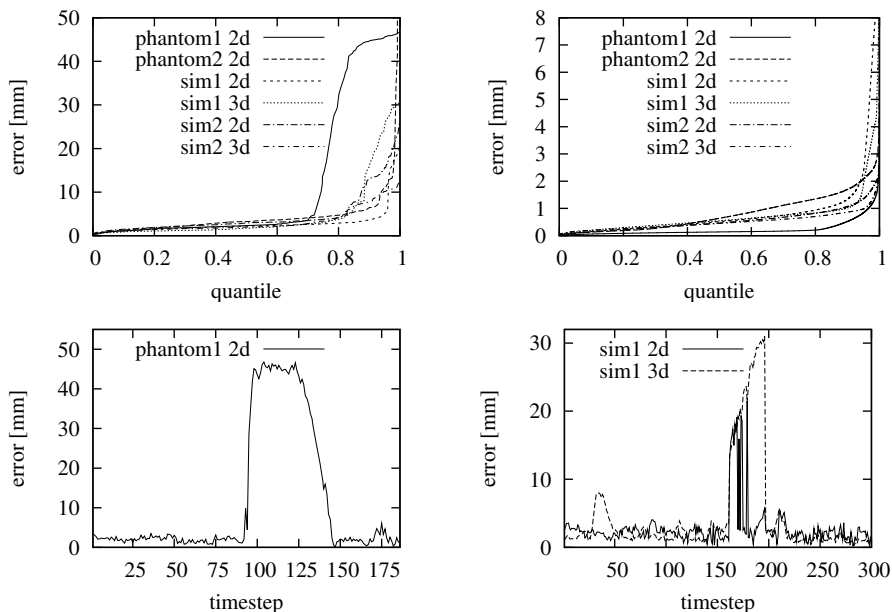 50
40
30
20
10
0
error [mm]
phantom1 2d
phantom2 2d
sim1 2d
sim1 3d
sim2 2d
sim2 3d
0 0.2 0.4 0.6 0.8 1
quantile
8
7
6
5
4
3
2
1
0
error [mm]
phantom1 2d
phantom2 2d
sim1 2d
sim1 3d
sim2 2d
sim2 3d
0 0.2 0.4 0.6 0.8 1
quantile
50
40
30
20
10
0
error [mm]
phantom1 2d
25 50 75 100 125 150 175
timestep
30
20
10
0
error [mm]
sim1 2d
sim1 3d
50 100 150 200 250 300
timestep